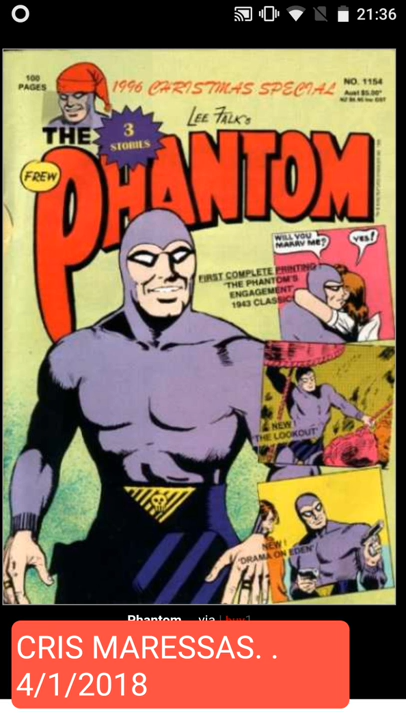 21:36
100
PAGES
1996 CHRISTMAS SPECIAL
NO. 1154
Aust $5.00*
LEE FALK'S
THE
3
STORIES
FREW
PHANTOM
WILL YOU
MARRY ME?
YES!
FIRST COMPLETE PRINTING
'THE PHANTOM'S
ENGAGEMENT'
1943 CLASSIC
NEW
'THE LOOKOUT'
NEW!
'DRAMA ON EDEN'
Phantom
via
CRIS MARESSAS. .
4/1/2018